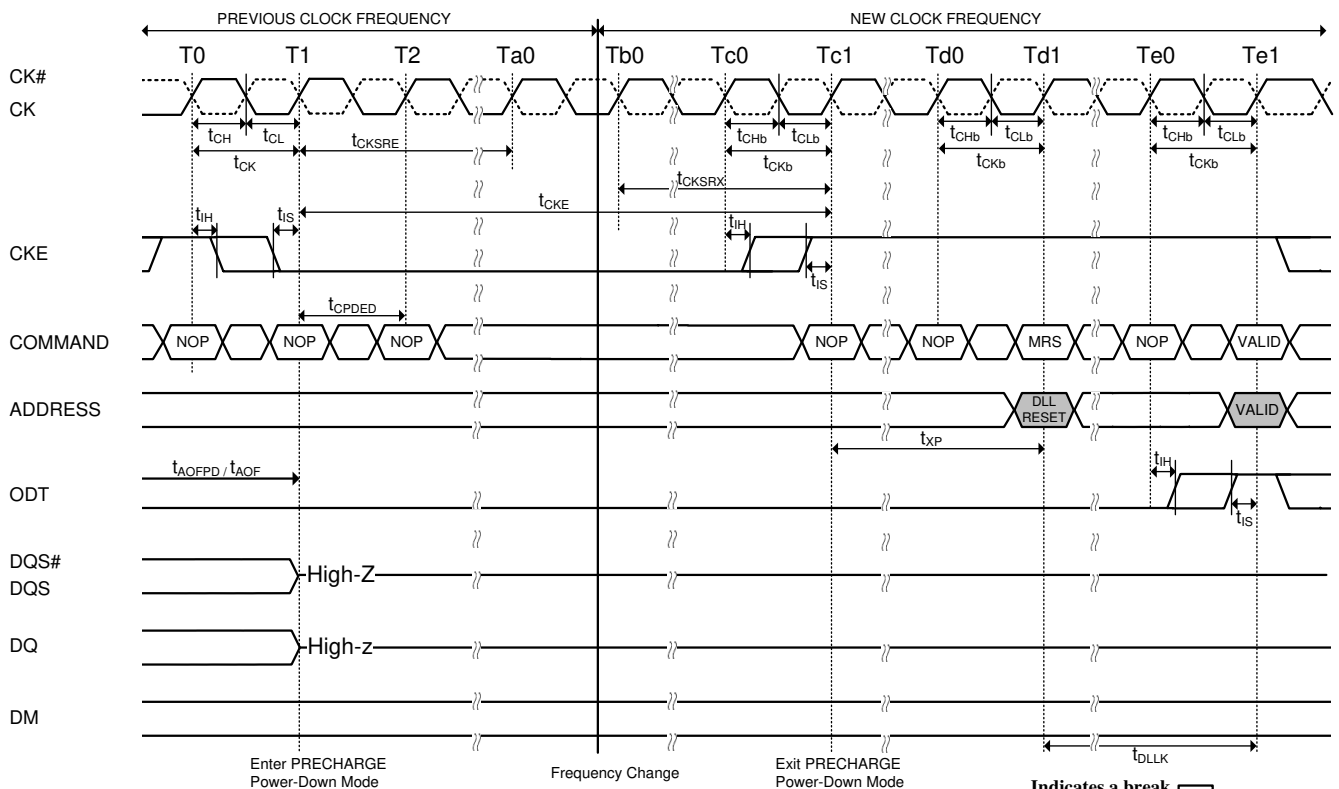 PREVIOUS CLOCK FREQUENCY NEW CLOCK FREQUENCY
T0 T1 T2 Ta0 Tb0 Tc0 Tc1 Td0 Td1 Te0 Te1
CK#
CK
tCH tCL tCHb tCLb tCHb tCLb tCHb tCLb
tCK tCKSRE tCKb tCKb tCKb
tCKSRX
tCKE
tIH tIS tIH
CKE
tIS
tCPDED
COMMAND NOP NOP NOP NOP NOP MRS NOP VALID
ADDRESS DLL RESET VALID
tXP
tAOFPD / tAOF tIH
ODT
tIS
DQS#
High-Z
DQS
DQ High-z
DM
tDLLK
Enter PRECHARGE Power-Down Mode
Frequency Change
Exit PRECHARGE Power-Down Mode
Indicates a break